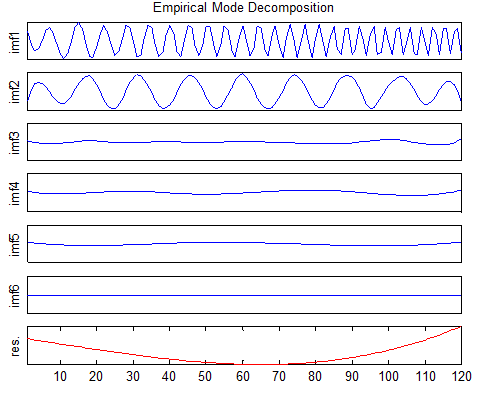 Empirical Mode Decomposition
imf1
imf2
imf3
imf4
imf5
imf6
res.
10 20 30 40 50 60 70 80 90 100 110 120